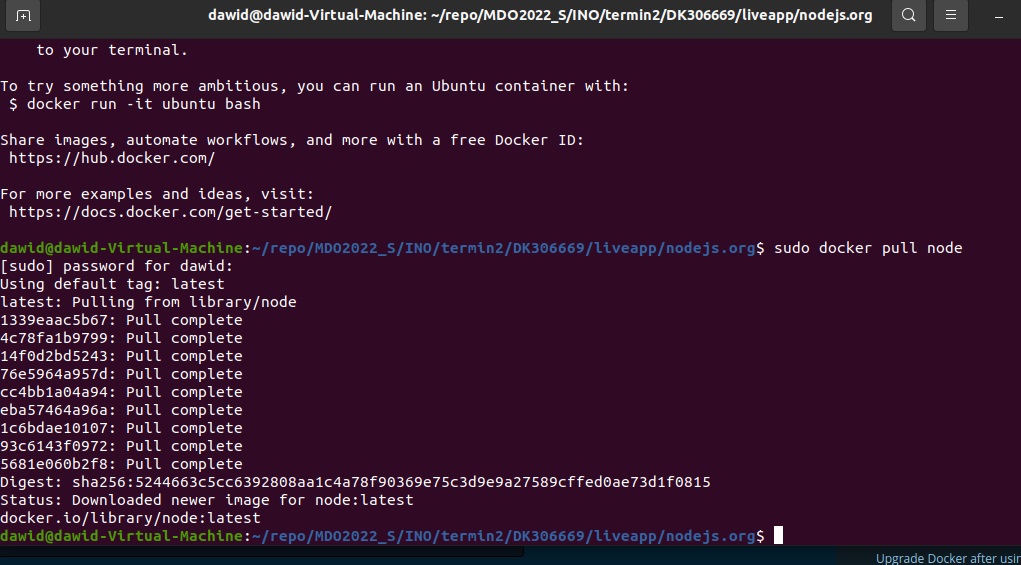 dawid@dawid-Virtual-Machine: ~/repo/MDO2022_S/INO/termin2/DK306669/liveapp/nodejs.org
to your terminal.
To try something more ambitious, you can run an Ubuntu container with:
$ docker run -it ubuntu bash
Share images, automate workflows, and more with a free Docker ID:
https://hub.docker.com/
For more examples and ideas, visit:
https://docs.docker.com/get-started/
dawid@dawid-Virtual-Machine:~/repo/MDO2022_S/INO/termin2/DK306669/liveapp/nodejs.org$ sudo docker pull node
[sudo] password for dawid:
Using default tag: latest
latest: Pulling from library/node
1339eaac5b67: Pull complete
4c78fa1b9799: Pull complete
14f0d2bd5243: Pull complete
76e5964a957d: Pull complete
cc4bb1a04a94: Pull complete
eba57464a96a: Pull complete
1c6bdae10107: Pull complete
93c6143f0972: Pull complete
5681e060b2f8: Pull complete
Digest: sha256:5244663c5cc6392808aa1c4a78f90369e75c3d9e9a27589cffed0ae73d1f0815
Status: Downloaded newer image for node:latest
docker.io/library/node:latest
dawid@dawid-Virtual-Machine:~/repo/MDO2022_S/INO/termin2/DK306669/liveapp/nodejs.org$
Upgrade Docker after usin